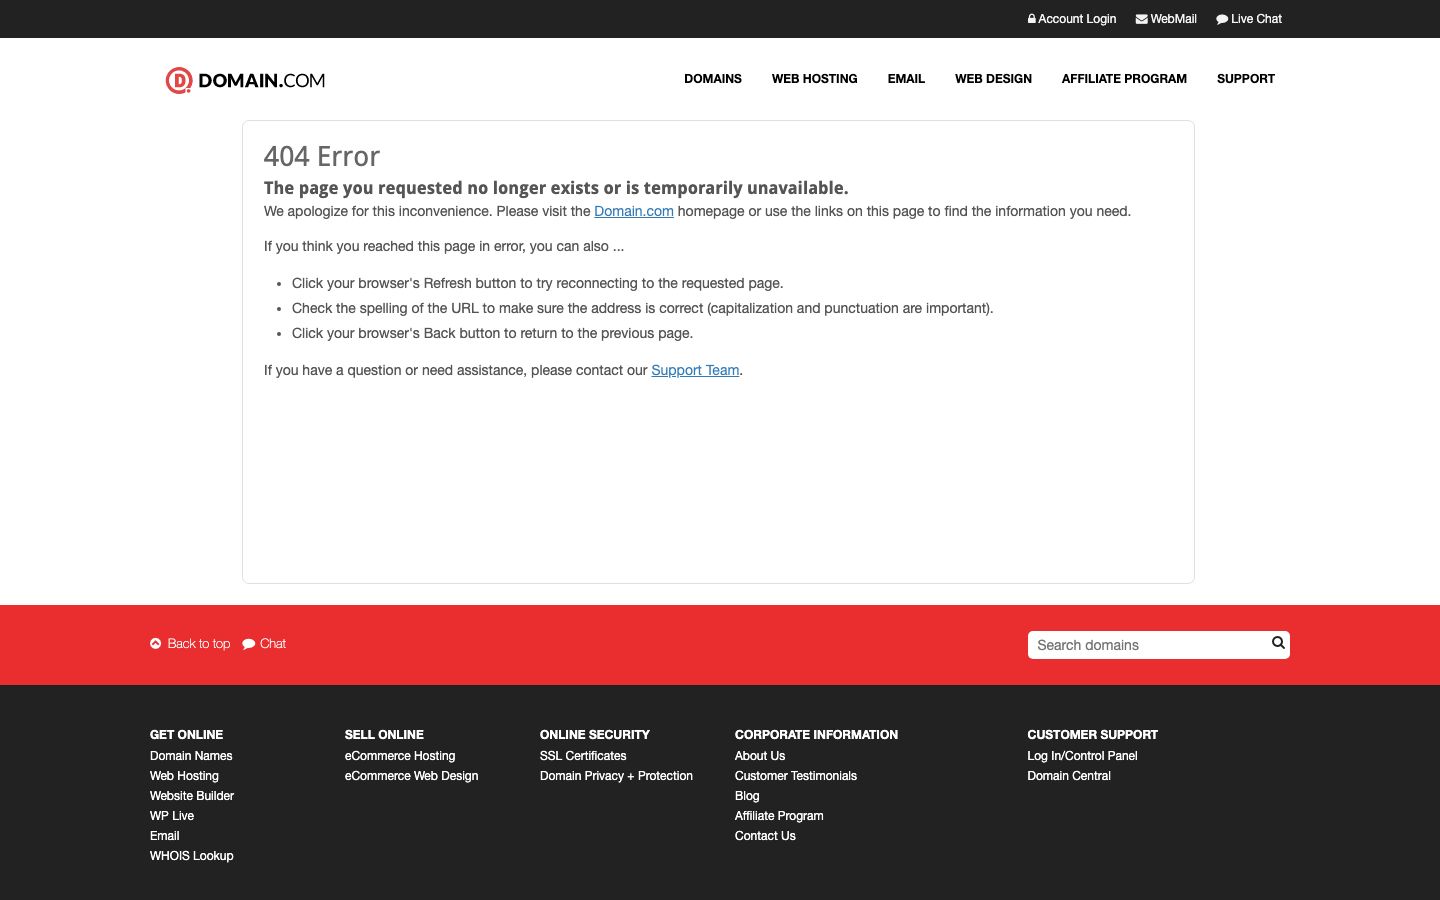 Account Login WebMail Live Chat
DOMAIN.COM DOMAINS WEB HOSTING EMAIL WEB DESIGN AFFILIATE PROGRAM SUPPORT
404 Error
The page you requested no longer exists or is temporarily unavailable.
We apologize for this inconvenience. Please visit the Domain.com homepage or use the links on this page to find the information you need.
If you think you reached this page in error, you can also ...
• Click your browser's Refresh button to try reconnecting to the requested page.
• Check the spelling of the URL to make sure the address is correct (capitalization and punctuation are important).
• Click your browser's Back button to return to the previous page.
If you have a question or need assistance, please contact our Support Team.
Back to top Chat Search domains
GET ONLINE
Domain Names
Web Hosting
Website Builder
WP Live
Email
WHOIS Lookup
SELL ONLINE
eCommerce Hosting
eCommerce Web Design
ONLINE SECURITY
SSL Certificates
Domain Privacy + Protection
CORPORATE INFORMATION
About Us
Customer Testimonials
Blog
Affiliate Program
Contact Us
CUSTOMER SUPPORT
Log In/Control Panel
Domain Central